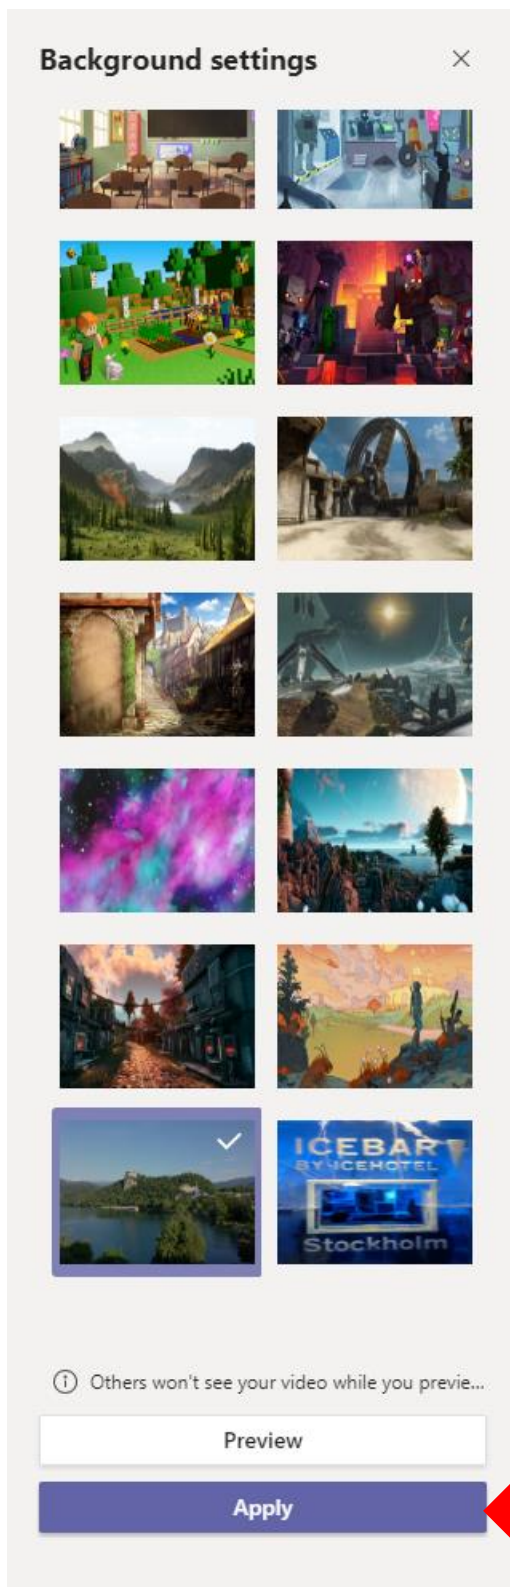 Background settings
ICEBAR
BY ICEHOTEL
Stockholm
Others won't see your video while you previe...
Preview
Apply